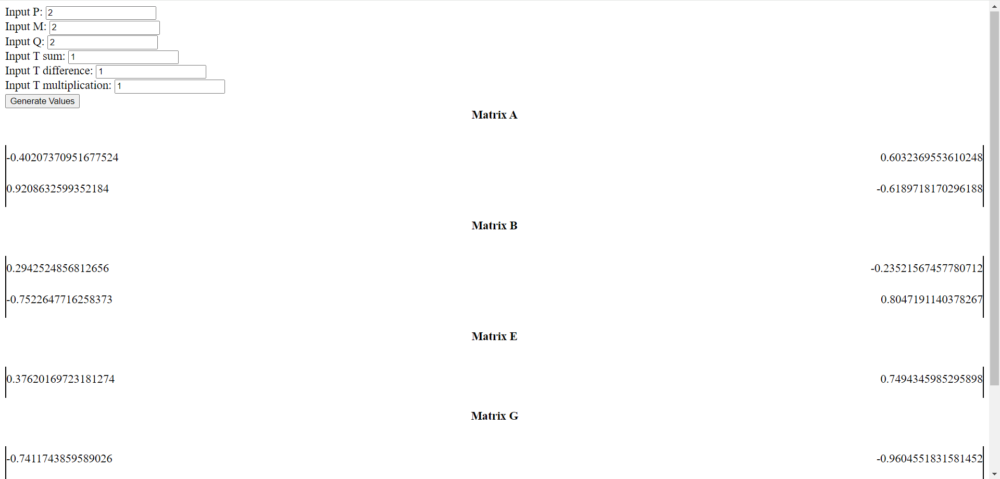 Input P: 2
Input M: 2
Input Q: 2
Input T sum: 1
Input T difference: 1
Input T multiplication: 1
Generate Values
Matrix A
-0.40207370951677524 0.6032369553610248
0.9208632599352184 -0.6189718170296188
Matrix B
0.2942524856812656 -0.23521567457780712
-0.7522647716258373 0.8047191140378267
Matrix E
0.37620169723181274 0.7494345985295898
Matrix G
-0.7411743859589026 -0.9604551831581452